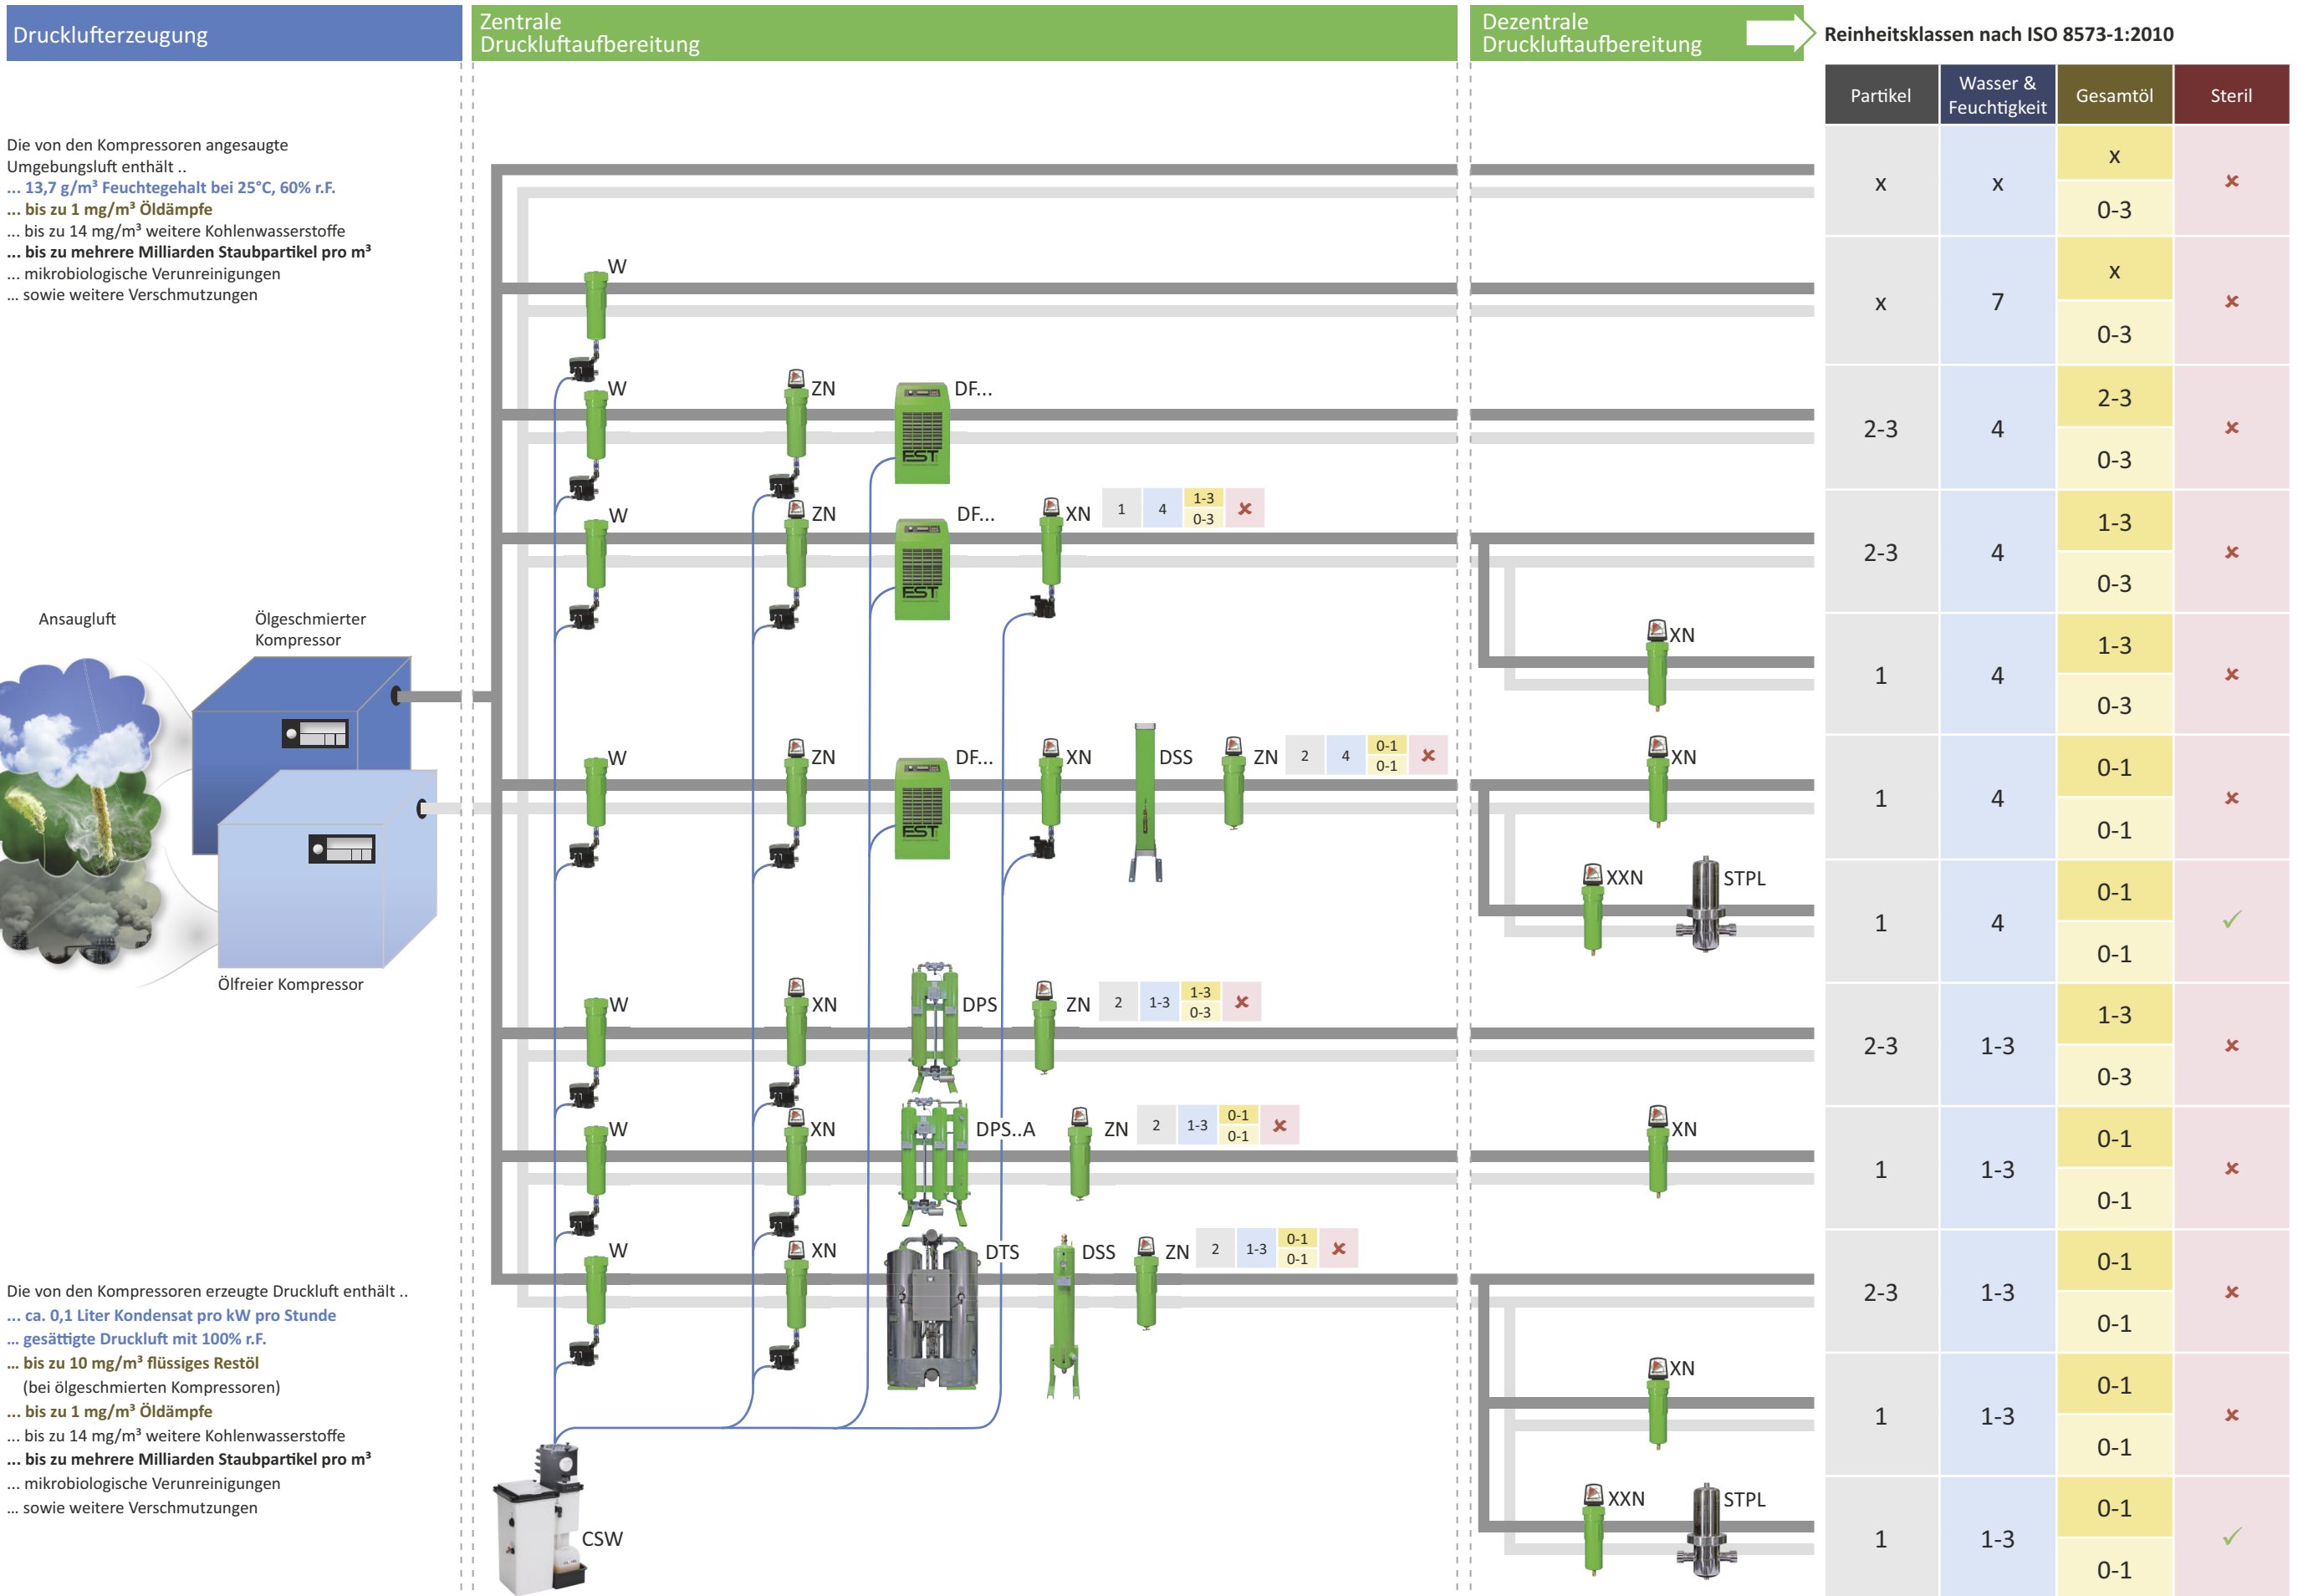 Drucklufterzeugung
Zentrale
Druckluftaufbereitung
Dezentrale
Druckluftaufbereitung
Reinheitsklassen nach ISO 8573-1:2010
Partikel
Wasser &
Feuchtigkeit
Gesamtöl
Steril
Die von den Kompressoren angesaugte
Umgebungsluft enthält ..
... 13,7 g/m³ Feuchtegehalt bei 25°C, 60% r.F.
... bis zu 1 mg/m³ Öldämpfe
... bis zu 14 mg/m³ weitere Kohlenwasserstoffe
... bis zu mehrere Milliarden Staubpartikel pro m³
... mikrobiologische Verunreinigungen
... sowie weitere Verschmutzungen
x x x ✘
0-3
W
x 7 x ✘
0-3
W ZN DF...
EST
2-3 4 2-3 ✘
0-3
W ZN DF... XN 1 4 1-3 ✘
0-3
EST
2-3 4 1-3 ✘
0-3
Ansaugluft
Ölgeschmierter
Kompressor
XN
1 4 1-3 ✘
0-3
W ZN DF... XN DSS ZN 2 4 0-1 ✘
0-1
EST
XN
1 4 0-1 ✘
0-1
XXN STPL
1 4 0-1 ✓
0-1
Ölfreier Kompressor
W XN DPS ZN 2 1-3 1-3 ✘
0-3
2-3 1-3 1-3 ✘
0-3
W XN DPS..A ZN 2 1-3 0-1 ✘
0-1
XN
1 1-3 0-1 ✘
0-1
W XN DTS DSS ZN 2 1-3 0-1 ✘
0-1
2-3 1-3 0-1 ✘
0-1
Die von den Kompressoren erzeugte Druckluft enthält ..
... ca. 0,1 Liter Kondensat pro kW pro Stunde
... gesättigte Druckluft mit 100% r.F.
... bis zu 10 mg/m³ flüssiges Restöl
(bei ölgeschmierten Kompressoren)
... bis zu 1 mg/m³ Öldämpfe
... bis zu 14 mg/m³ weitere Kohlenwasserstoffe
... bis zu mehrere Milliarden Staubpartikel pro m³
... mikrobiologische Verunreinigungen
... sowie weitere Verschmutzungen
XN
1 1-3 0-1 ✘
0-1
CSW
XXN STPL
1 1-3 0-1 ✓
0-1